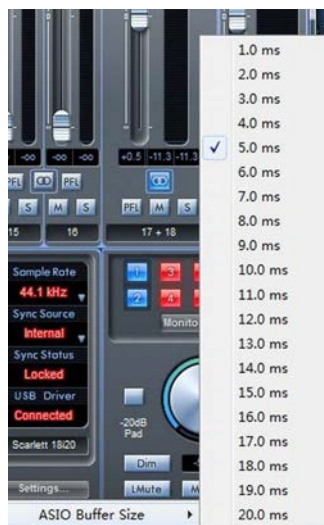 -∞ -∞ -∞ +0.5 -11.3 -11.3
PFL PFL
S M S PFL M S
15 16 17 + 18
Sample Rate
44.1 kHz
Sync Source
Internal
Sync Status
Locked
USB Driver
Connected
Scarlett 18i20
Settings...
1 3
2 4
Monito
-20dB
Pad
Dim
LMute M
ASIO Buffer Size
1.0 ms
2.0 ms
3.0 ms
4.0 ms
5.0 ms
6.0 ms
7.0 ms
8.0 ms
9.0 ms
10.0 ms
11.0 ms
12.0 ms
13.0 ms
14.0 ms
15.0 ms
16.0 ms
17.0 ms
18.0 ms
19.0 ms
20.0 ms